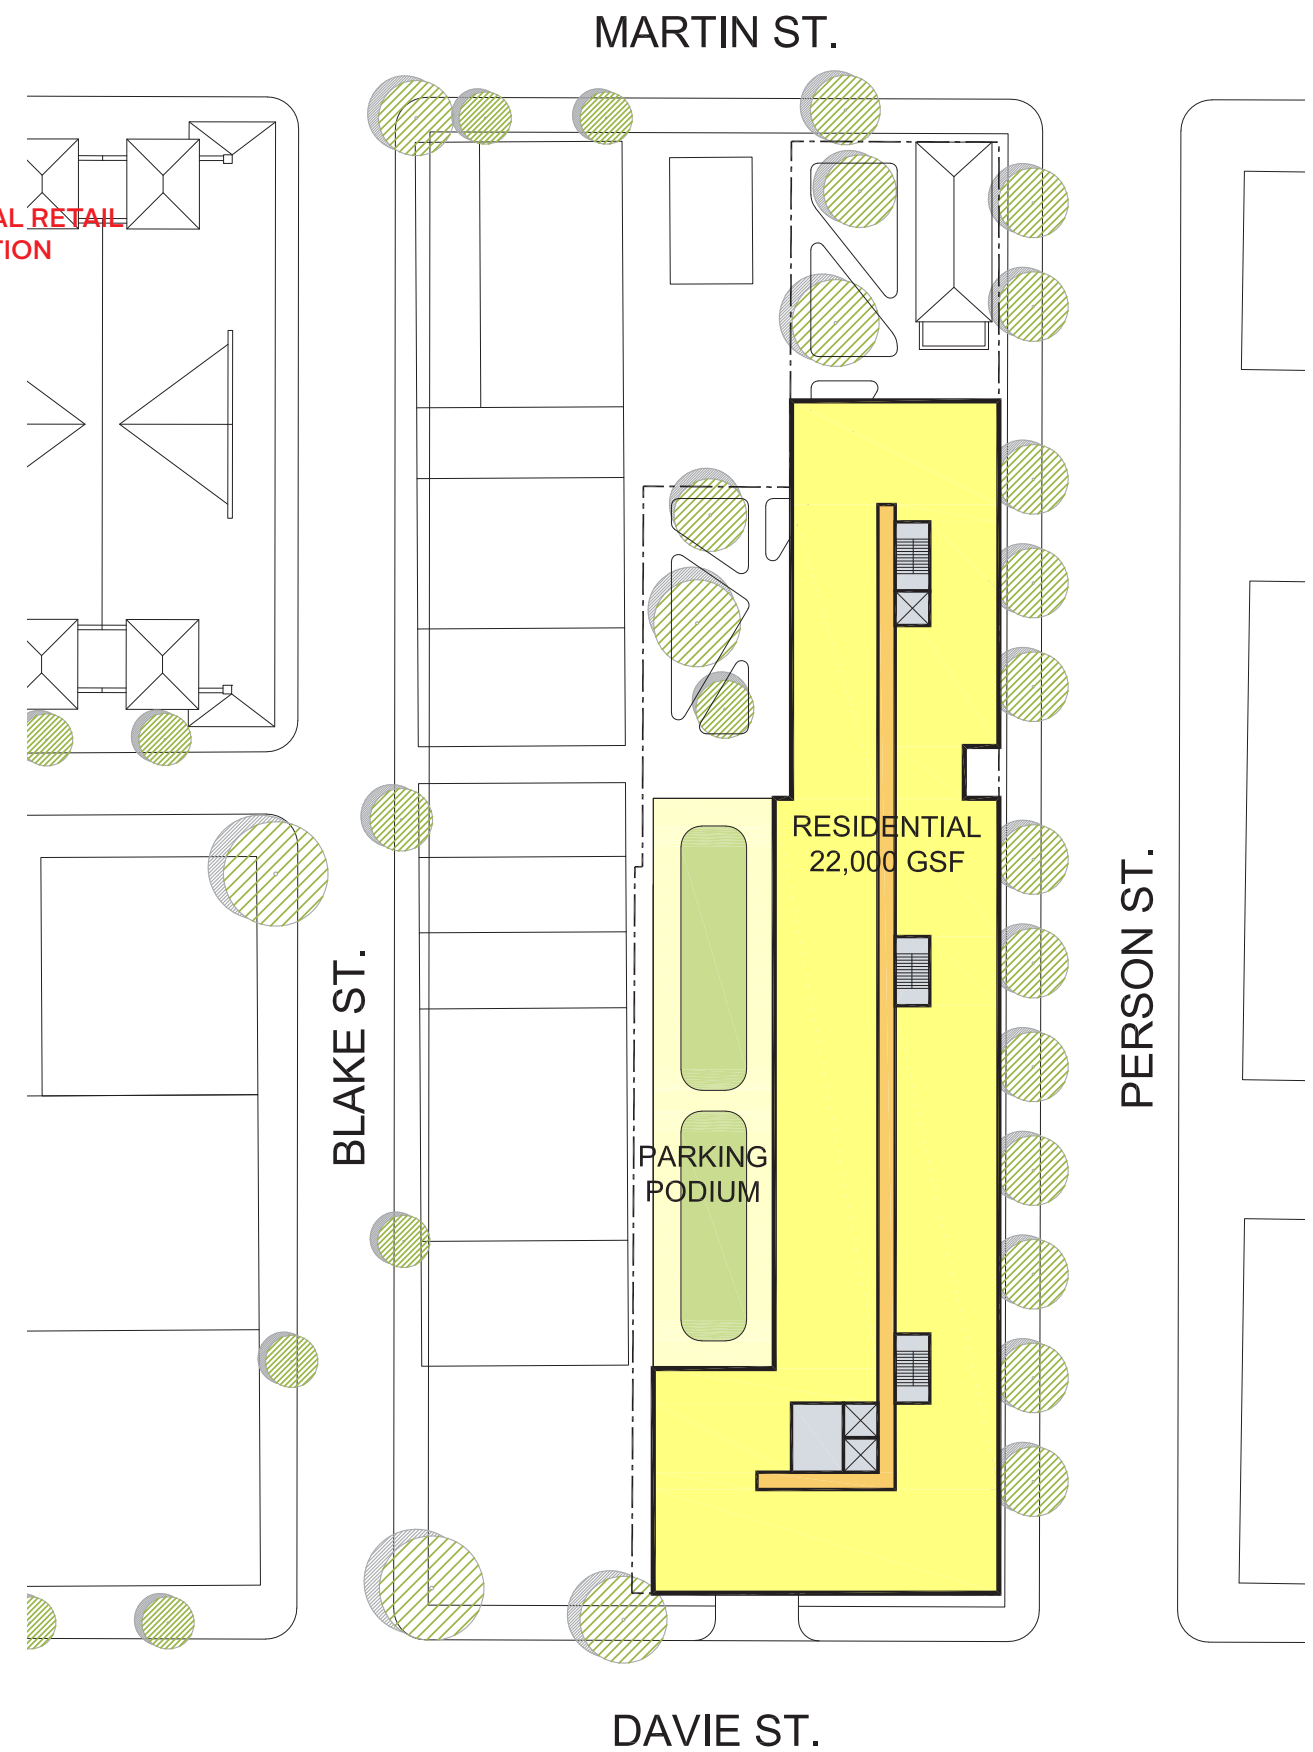 MARTIN ST.
AL RETAIL
TION
RESIDENTIAL
22,000 GSF
BLAKE ST.
PERSON ST.
PARKING
PODIUM
DAVIE ST.